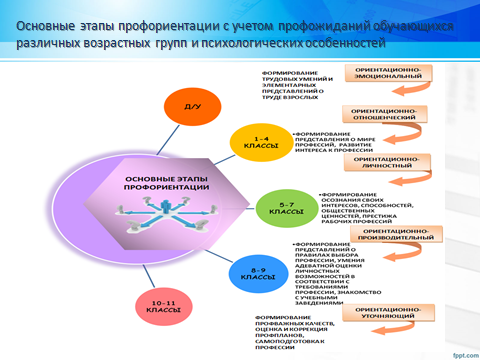 Основные этапы профориентации с учетом профожиданий обучающихся
различных возрастных групп и психологических особенностей
ФОРМИРОВАНИЕ
ТРУДОВЫХ УМЕНИЙ И
ЭЛЕМЕНТАРНЫХ
ПРЕДСТАВЛЕНИЙ О
ТРУДЕ ВЗРОСЛЫХ
ОРИЕНТАЦИОННО-
ЭМОЦИОНАЛЬНЫЙ
Д/У
ОРИЕНТАЦИОННО-
ОТНОШЕНЧЕСКИЙ
1-4
КЛАССЫ
•ФОРМИРОВАНИЕ
ПРЕДСТАВЛЕНИЯ О МИРЕ
ПРОФЕССИЙ, РАЗВИТИЕ
ИНТЕРЕСА К ПРОФЕССИИ
ОРИЕНТАЦИОННО-
ЛИЧНОСТНЫЙ
ОСНОВНЫЕ ЭТАПЫ
ПРОФОРИЕНТАЦИИ
5-7
КЛАССЫ
•ФОРМИРОВАНИЕ
ОСОЗНАНИЯ СВОИХ
ИНТЕРЕСОВ, СПОСОБНОСТЕЙ,
ОБЩЕСТВЕННЫХ
ЦЕННОСТЕЙ, ПРЕСТИЖА
РАБОЧИХ ПРОФЕССИЙ
ОРИЕНТАЦИОННО-
ПРОИЗВОДИТЕЛЬНЫЙ
8-9
КЛАССЫ
•ФОРМИРОВАНИЕ
ПРЕДСТАВЛЕНИЙ О
ПРАВИЛАХ ВЫБОРА
ПРОФЕССИИ, УМЕНИЯ
АДЕВАТНОЙ ОЦЕНКИ
ЛИЧНОСТНЫХ
ВОЗМОЖНОСТЕЙ В
СООТВЕТСТВИИ С
ТРЕБОВАНИЯМИ
ПРОФЕССИИ, ЗНАКОМСТВО
С УЧЕБНЫМИ
ЗАВЕДЕНИЯМИ
10-11
КЛАССЫ
ОРИЕНТАЦИОННО-
УТОЧНЯЮЩИЙ
ФОРМИРОВАНИЕ
ПРОФВАЖНЫХ КАЧЕСТВ,
ОЦЕНКА И КОРРЕКЦИЯ
ПРОФПЛАНОВ,
САМОПОДГОТОВКА К
ПРОФЕССИИ
fppt.com